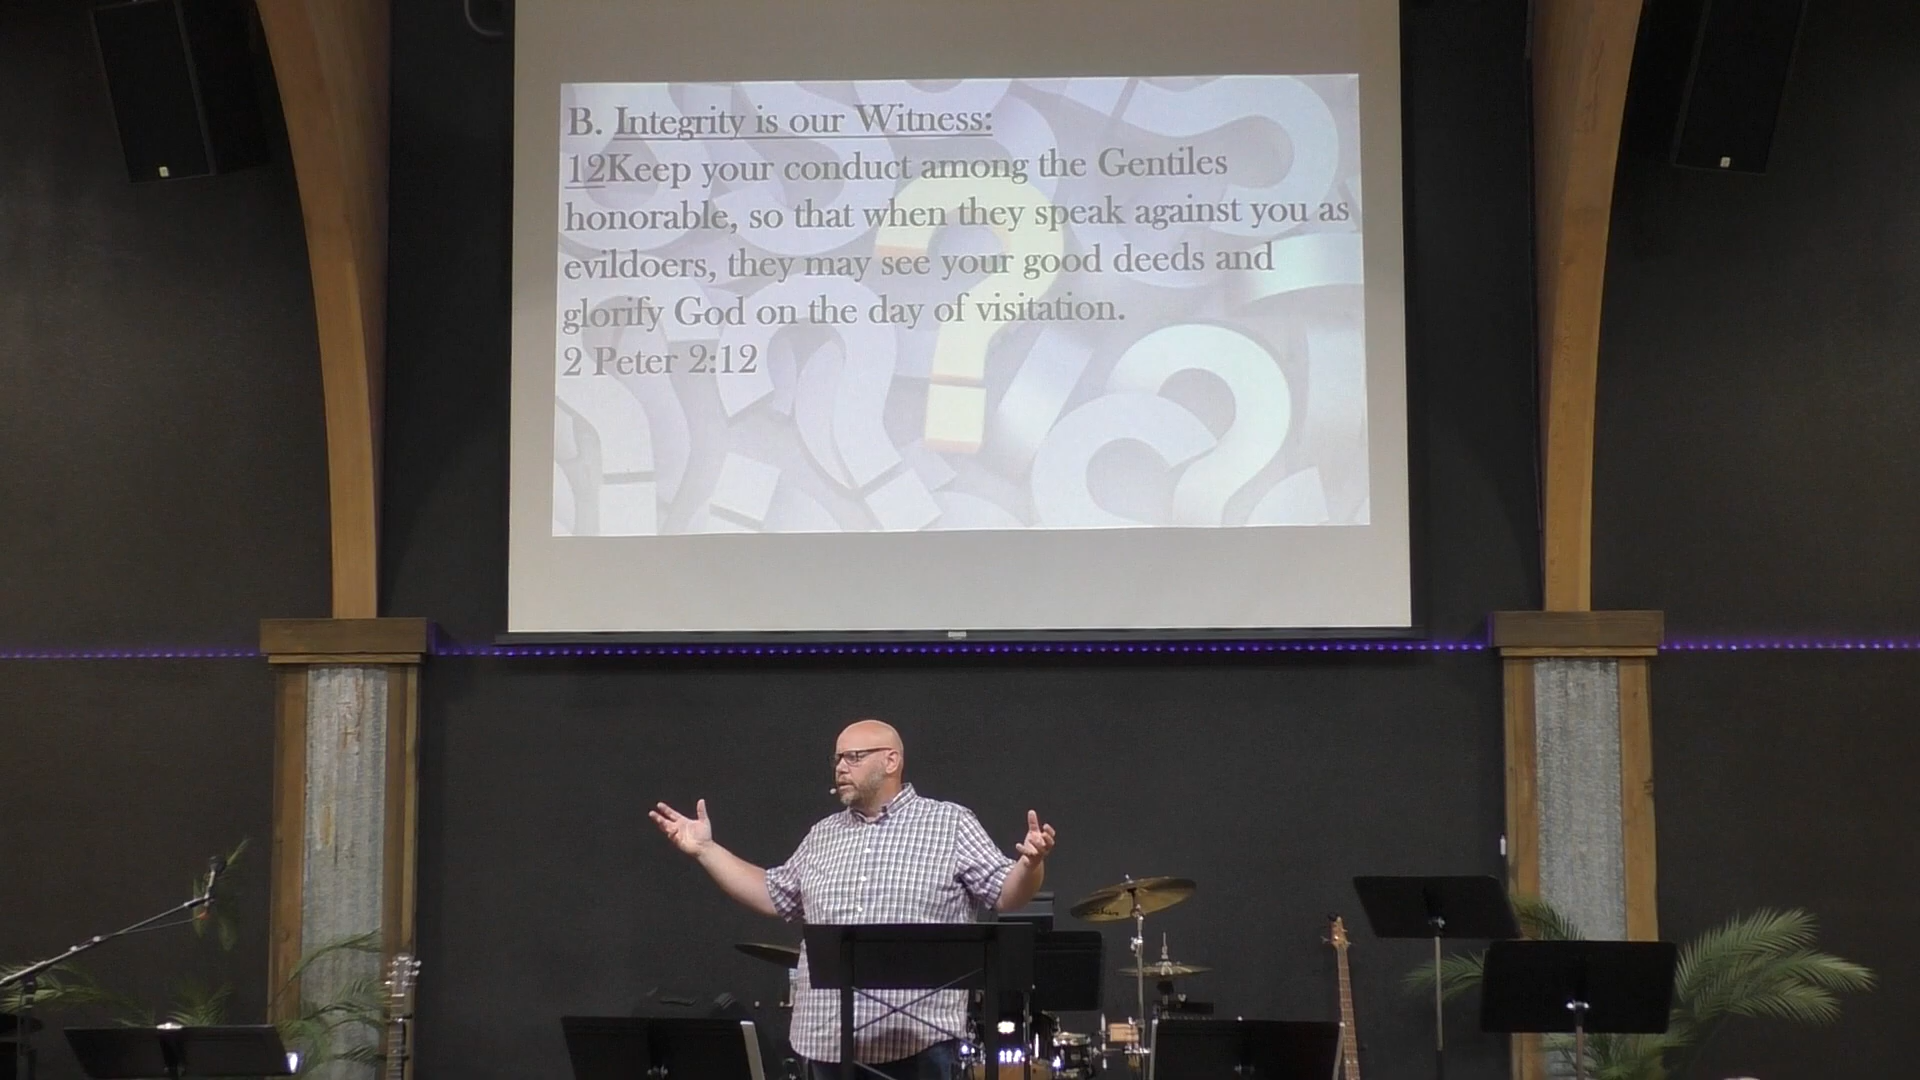 B. Integrity is our Witness:
12Keep your conduct among the Gentiles
honorable, so that when they speak against you as
evildoers, they may see your good deeds and
glorify God on the day of visitation.
2 Peter 2:12